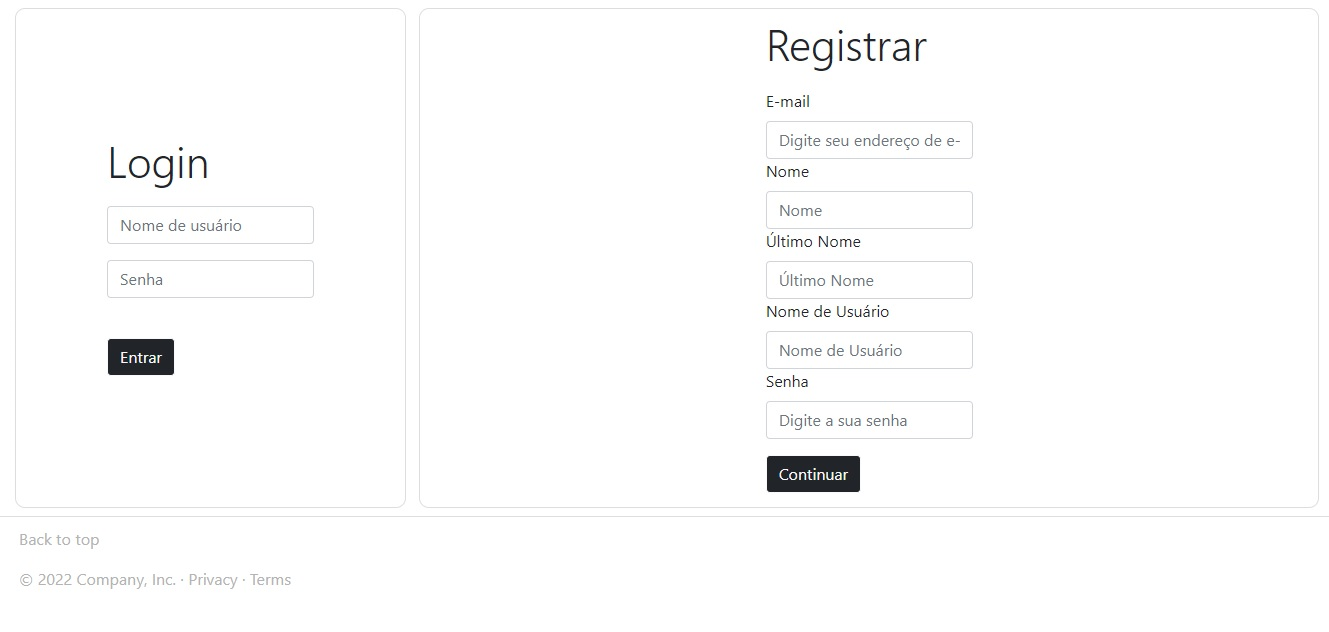 Login
Nome de usuário
Senha
Entrar
Registrar
E-mail
Digite seu endereço de e-
Nome
Nome
Último Nome
Último Nome
Nome de Usuário
Nome de Usuário
Senha
Digite a sua senha
Continuar
Back to top
© 2022 Company, Inc. · Privacy · Terms